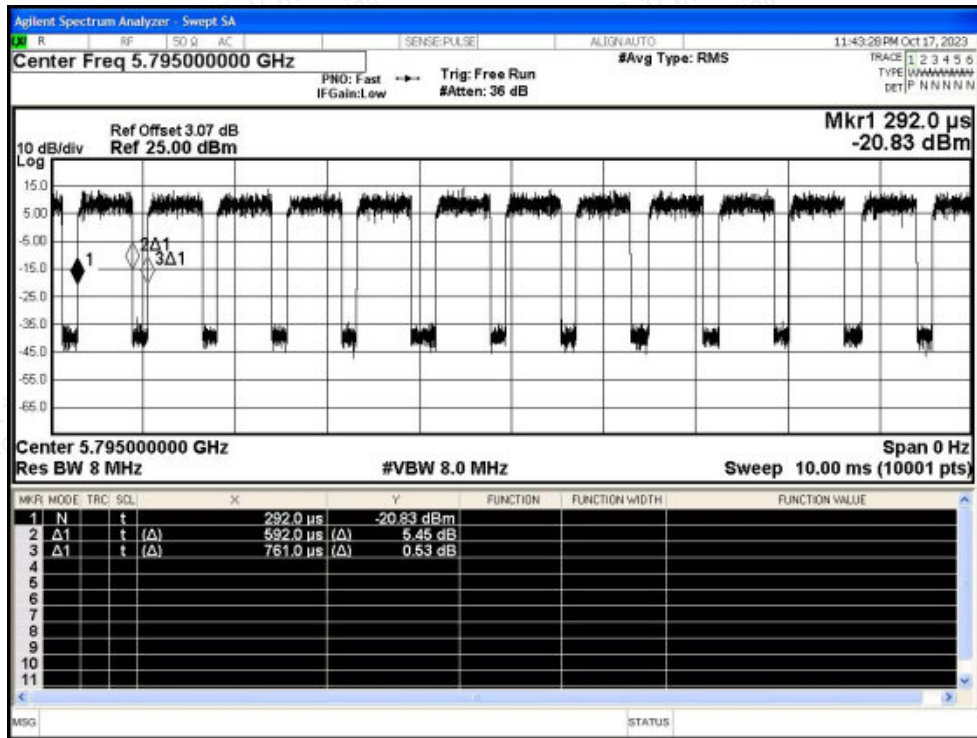 Agilent Spectrum Analyzer - Swept SA
LXI R RF 50 Ω AC SENSE:PULSE ALIGNAUTO 11:43:28 PM Oct 17, 2023
Center Freq 5.795000000 GHz
#Avg Type: RMS
TRACE 1 2 3 4 5 6
PNO: Fast Trig: Free Run
TYPE WWWWWW
IFGain:Low #Atten: 36 dB
DET P N N N N N
Mkr1 292.0 µs
-20.83 dBm
Ref Offset 3.07 dB
10 dB/div Ref 25.00 dBm
Log
15.0
5.00
-5.00
-15.0
-25.0
-35.0
-45.0
-55.0
-65.0
1
2Δ1
3Δ1
Center 5.795000000 GHz Span 0 Hz
Res BW 8 MHz #VBW 8.0 MHz Sweep 10.00 ms (10001 pts)
MKR MODE TRC SCL X Y FUNCTION FUNCTION WIDTH FUNCTION VALUE
1 N t 292.0 µs -20.83 dBm
2 Δ1 t (Δ) 592.0 µs (Δ) 5.45 dB
3 Δ1 t (Δ) 761.0 µs (Δ) 0.53 dB
4
5
6
7
8
9
10
11
MSG STATUS